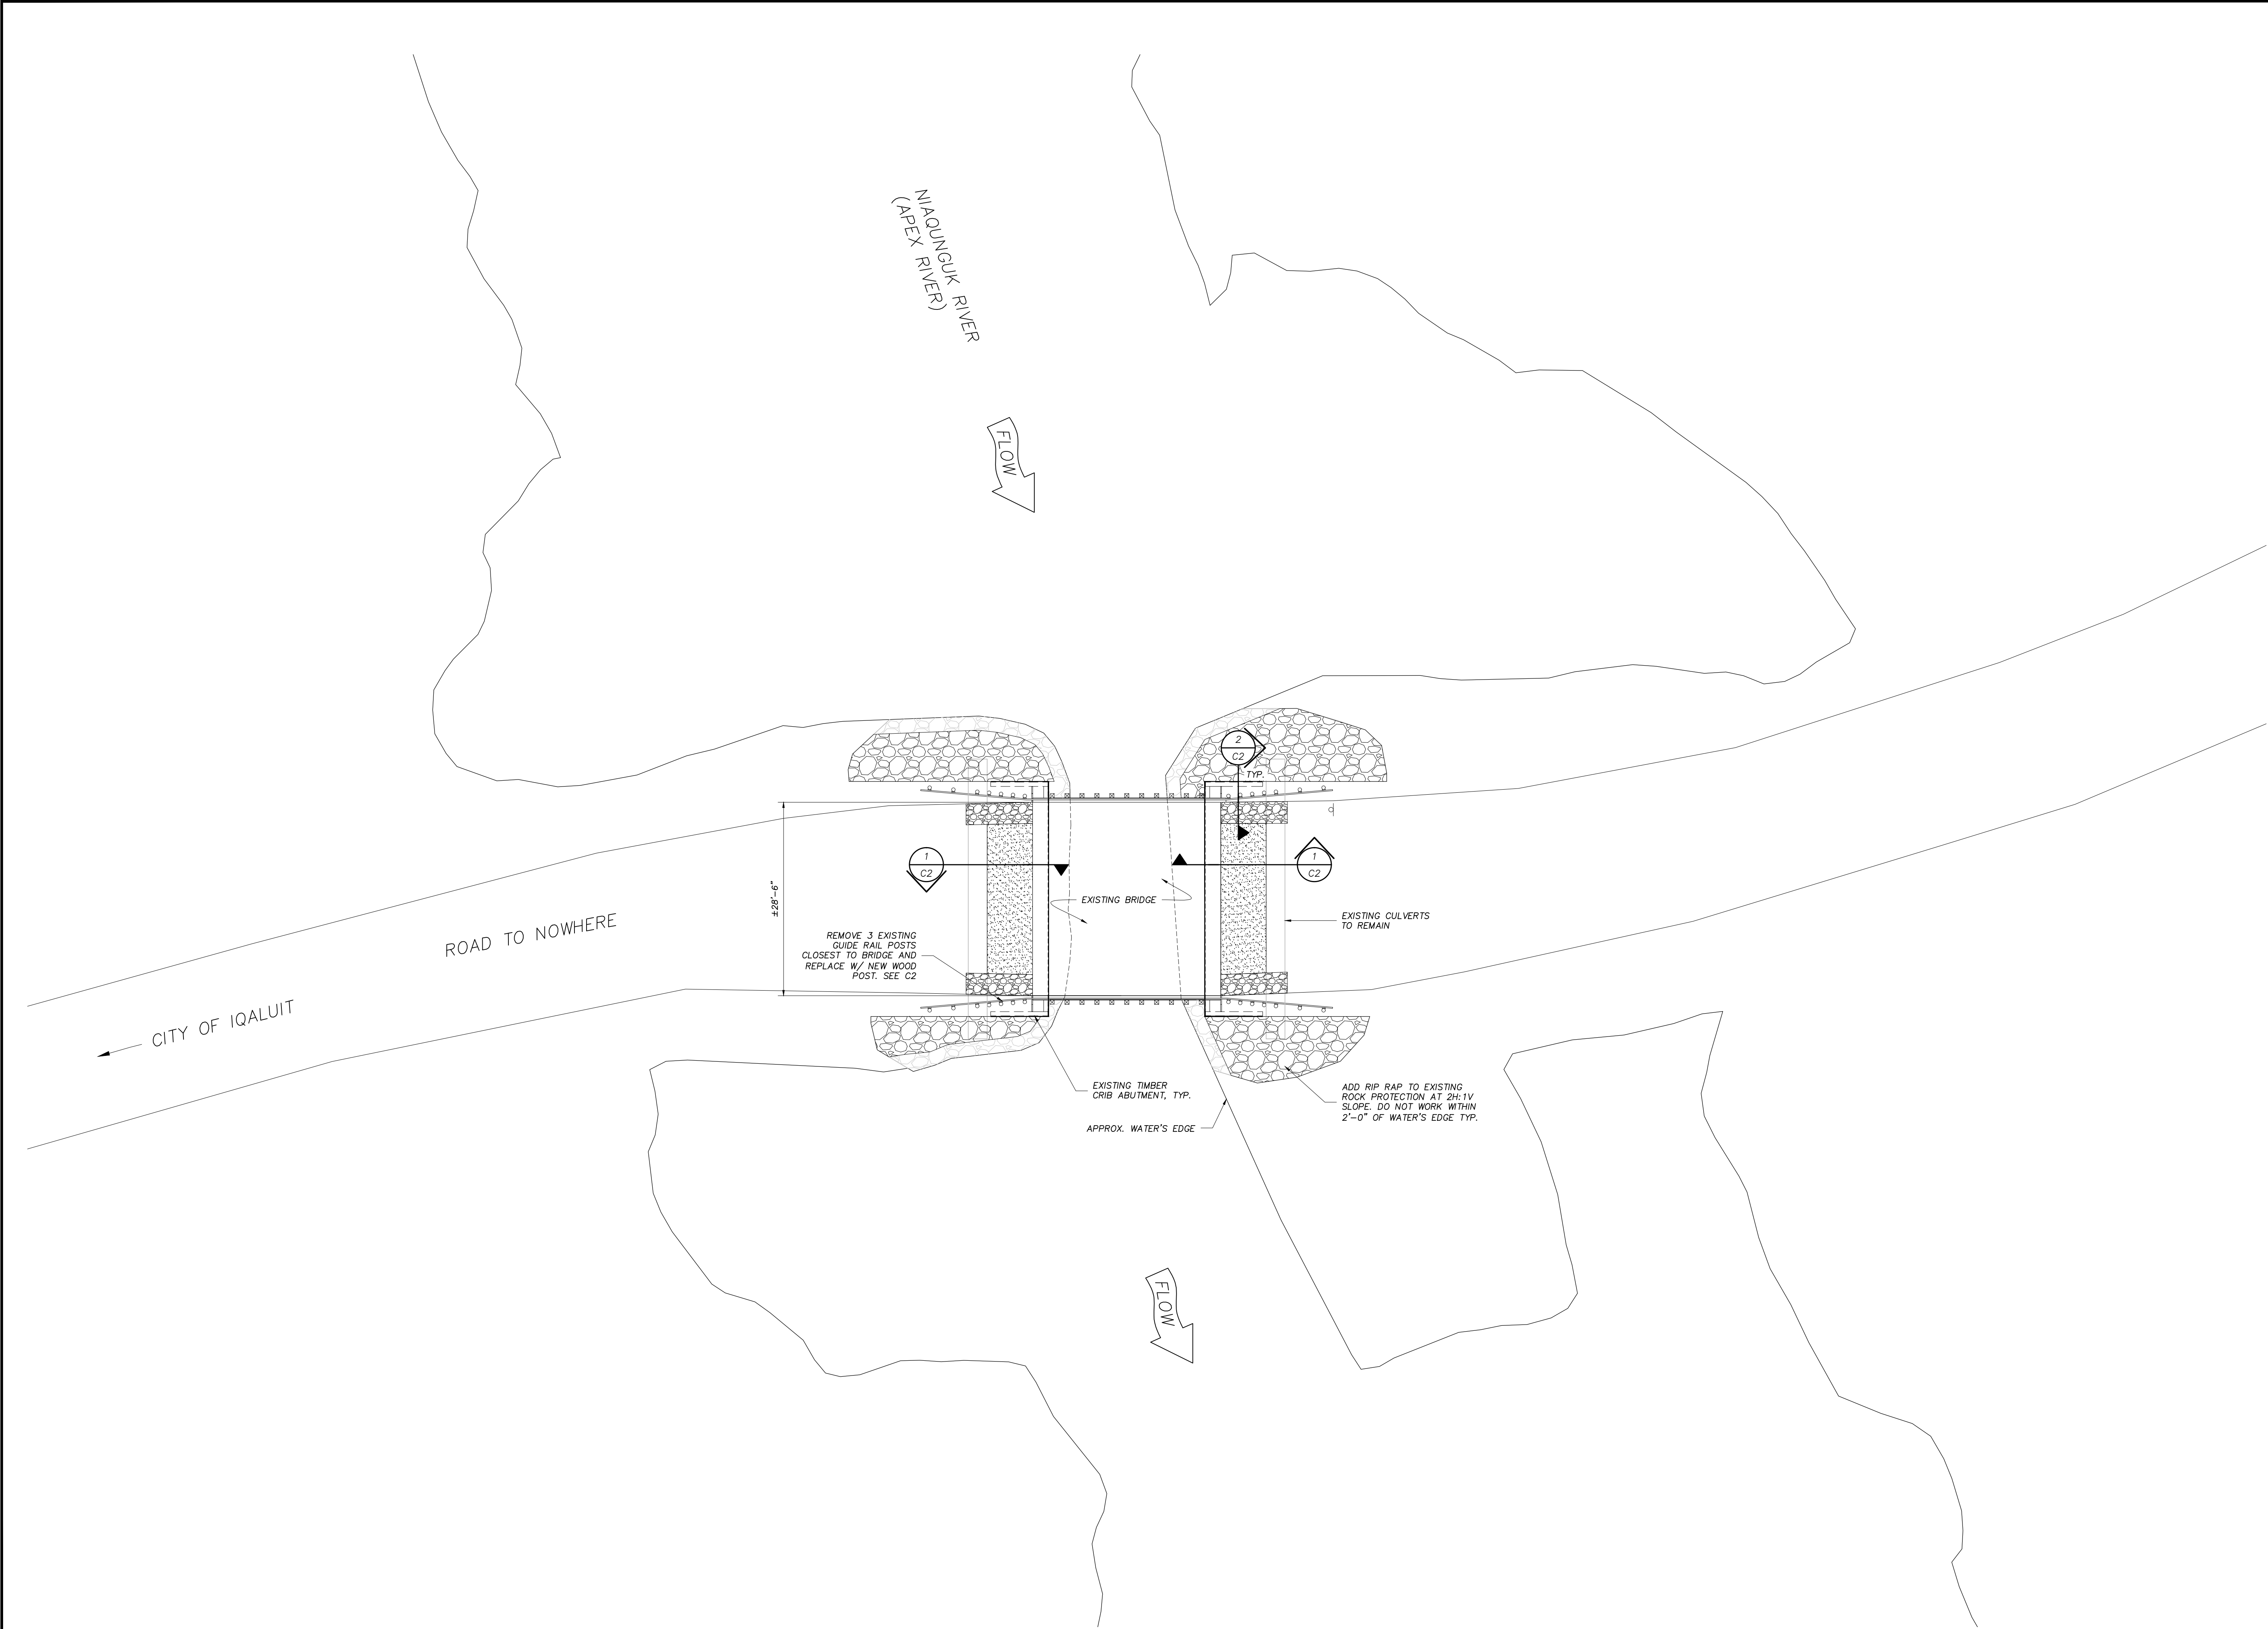 NIAQUNGUK RIVER
(APEX RIVER)
FLOW
2
C2
TYP.
1
C2
1
C2
±28'-6"
EXISTING BRIDGE
EXISTING CULVERTS
TO REMAIN
ROAD TO NOWHERE
REMOVE 3 EXISTING
GUIDE RAIL POSTS
CLOSEST TO BRIDGE AND
REPLACE W/ NEW WOOD
POST. SEE C2
CITY OF IQALUIT
EXISTING TIMBER
CRIB ABUTMENT, TYP.
ADD RIP RAP TO EXISTING
ROCK PROTECTION AT 2H:1V
SLOPE. DO NOT WORK WITHIN
2'-0" OF WATER'S EDGE TYP.
APPROX. WATER'S EDGE
FLOW